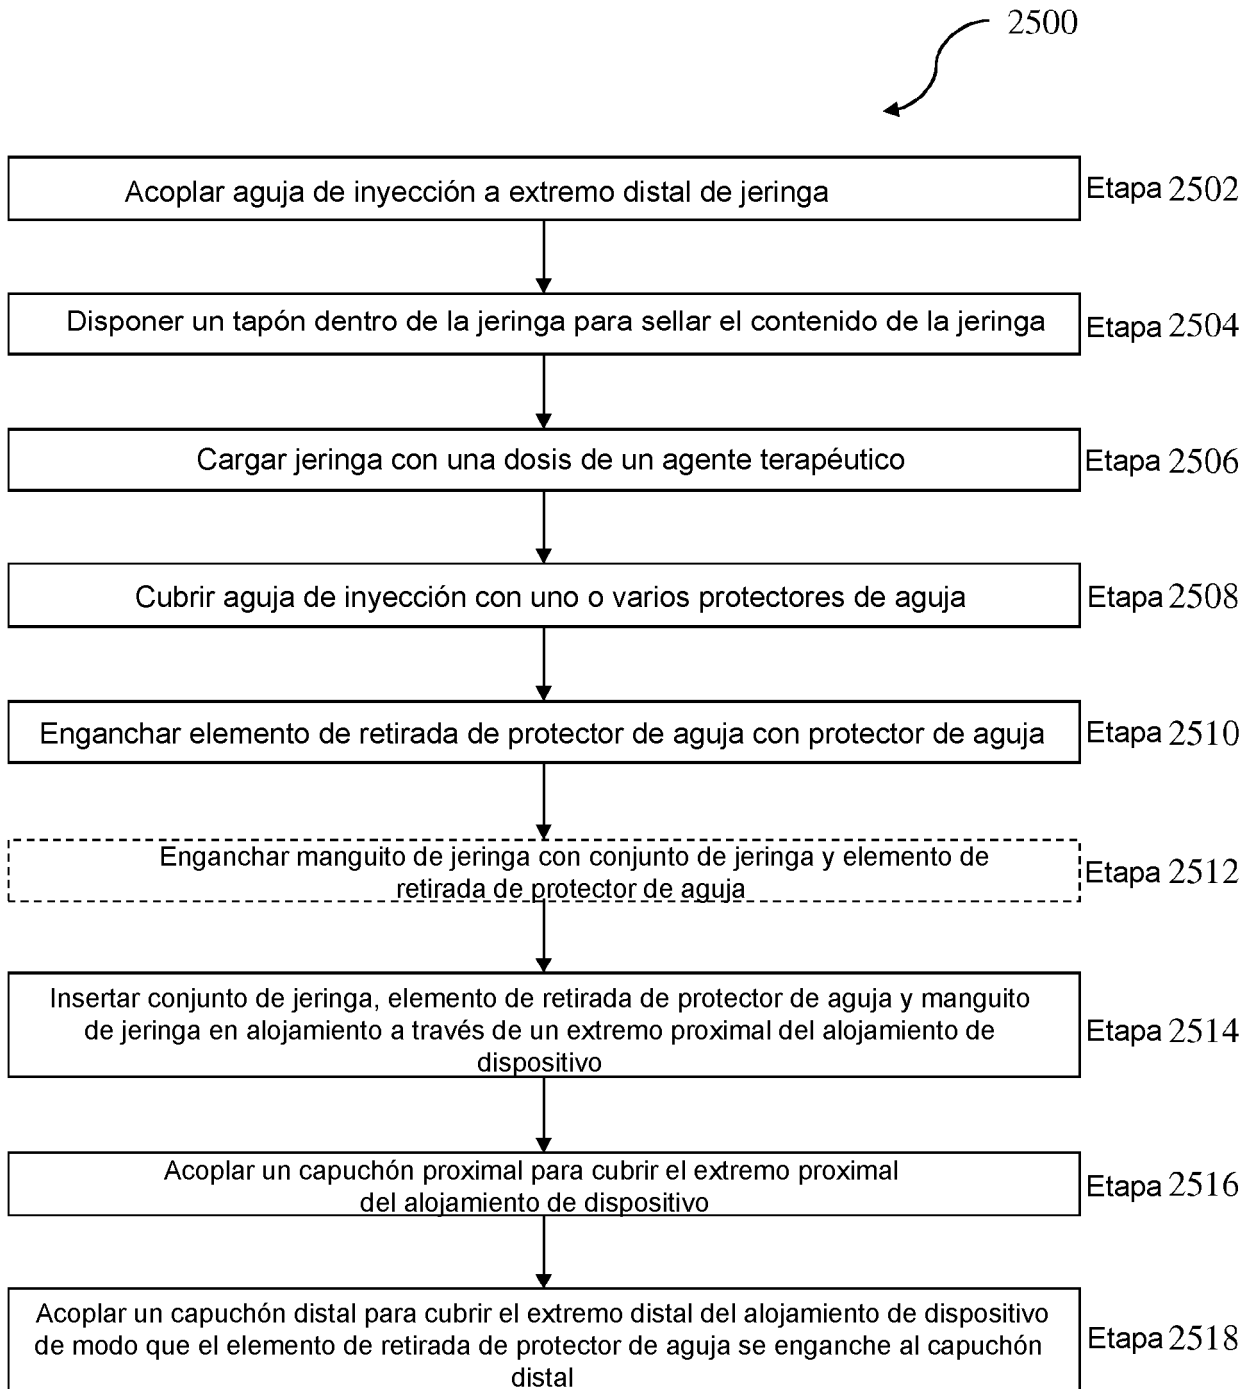 2500
Acoplar aguja de inyección a extremo distal de jeringa
Etapa 2502
Disponer un tapón dentro de la jeringa para sellar el contenido de la jeringa
Etapa 2504
Cargar jeringa con una dosis de un agente terapéutico
Etapa 2506
Cubrir aguja de inyección con uno o varios protectores de aguja
Etapa 2508
Enganchar elemento de retirada de protector de aguja con protector de aguja
Etapa 2510
Enganchar manguito de jeringa con conjunto de jeringa y elemento de
retirada de protector de aguja
Etapa 2512
Insertar conjunto de jeringa, elemento de retirada de protector de aguja y manguito
de jeringa en alojamiento a través de un extremo proximal del alojamiento de
dispositivo
Etapa 2514
Acoplar un capuchón proximal para cubrir el extremo proximal
del alojamiento de dispositivo
Etapa 2516
Acoplar un capuchón distal para cubrir el extremo distal del alojamiento de dispositivo
de modo que el elemento de retirada de protector de aguja se enganche al capuchón
distal
Etapa 2518